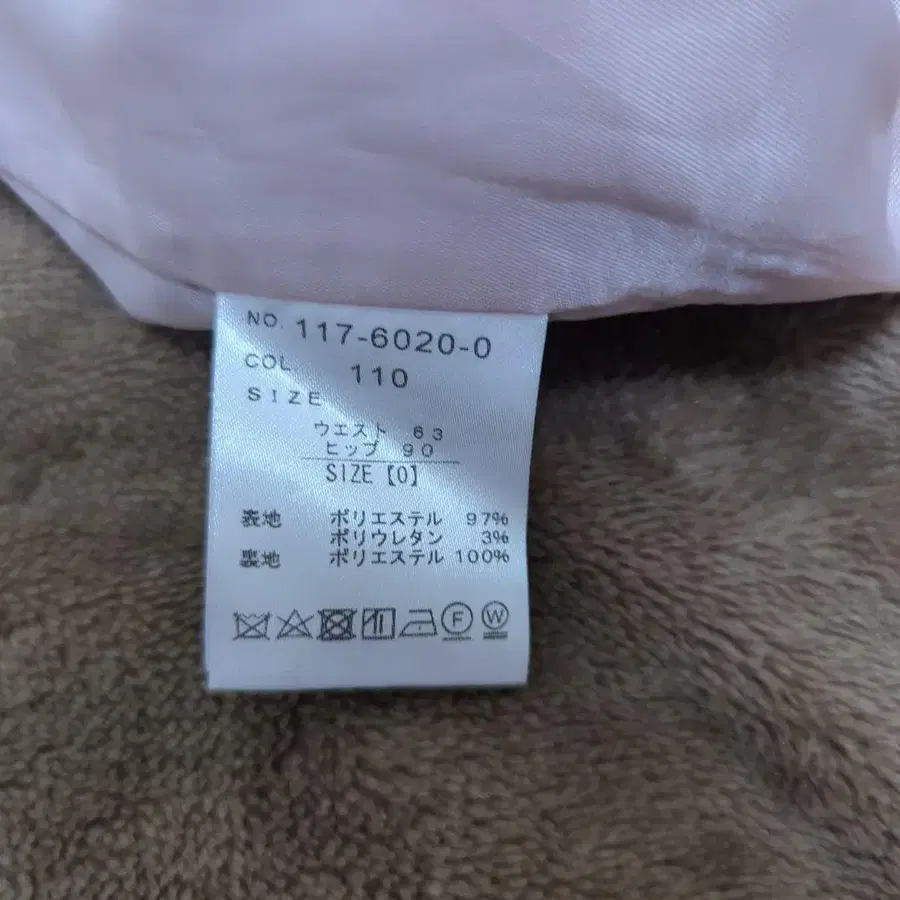 NO. 117-6020-0
COL 110
SIZE
ウエスト 63
ヒップ 90
SIZE【0】
表地 ポリエステル 97%
ポリウレタン 3%
裏地 ポリエステル 100%
F W